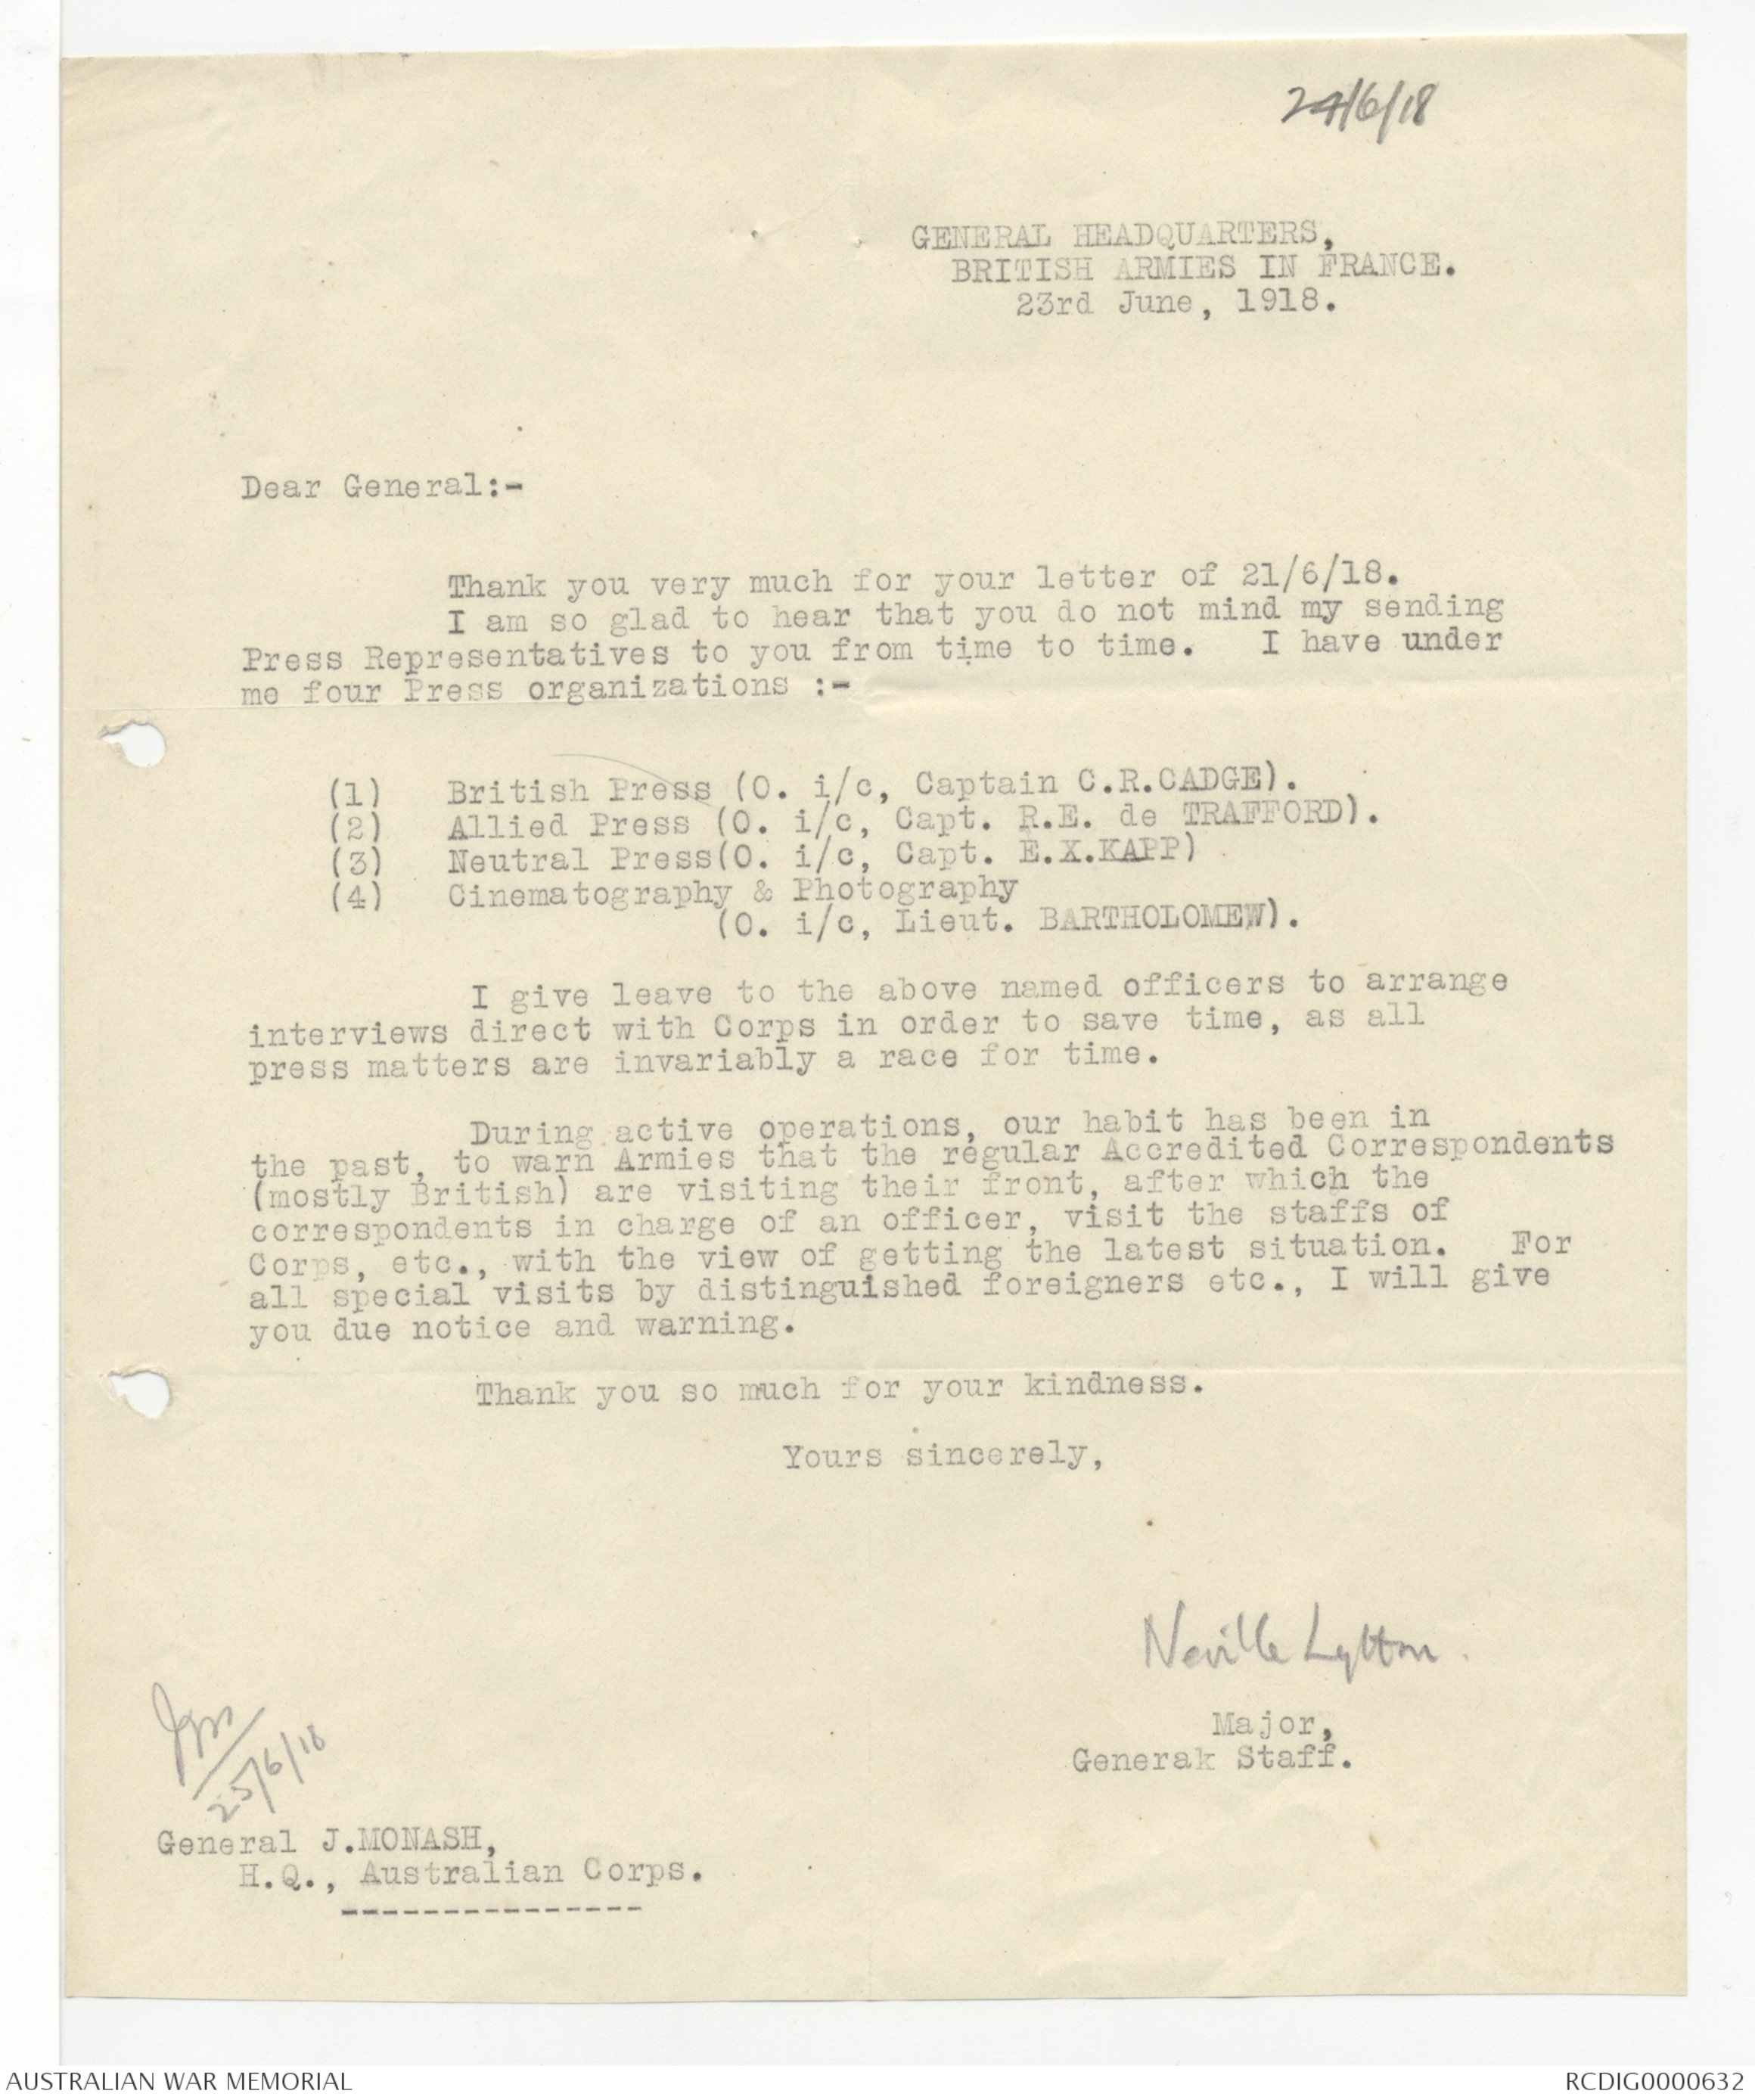 24/6/18
GENERAL HEADQUARTERS,
BRITISH ARMIES IN FRANCE.
23rd June, 1918.
Dear General:-
Thank you very much for your letter of 21/6/18.
I am so glad to hear that you do not mind my sending
Press Representatives to you from time to time. I have under
me four Press organizations :-
(1) British Press (O. i/c, Captain C.R.CADGE).
(2) Allied Press (O. i/c, Capt. R.E. de TRAFFORD).
(3) Neutral Press(O. i/c, Capt. E.X.KAPP)
(4) Cinematography & Photography
(O. i/c, Lieut. BARTHOLOMEW).
I give leave to the above named officers to arrange
interviews direct with Corps in order to save time, as all
press matters are invariably a race for time.
During active operations, our habit has been in
the past, to warn Armies that the regular Accredited Correspondents
(mostly British) are visiting their front, after which the
correspondents in charge of an officer, visit the staffs of
Corps, etc., with the view of getting the latest situation. For
all special visits by distinguished foreigners etc., I will give
you due notice and warning.
Thank you so much for your kindness.
Yours sincerely,
Neville Lytton.
Major,
Generak Staff.
JM
25/6/18
General J.MONASH,
H.Q., Australian Corps.
---------------
AUSTRALIAN WAR MEMORIAL
RCDIG0000632